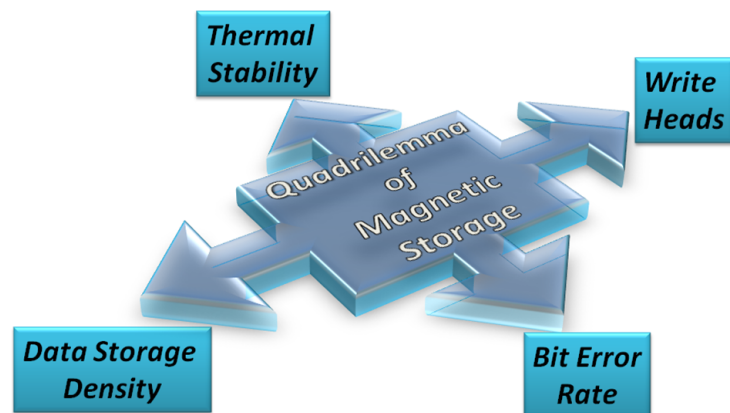 Thermal
Stability
Write
Heads
Quadrilemma
of
Magnetic
Storage
Data Storage
Density
Bit Error
Rate